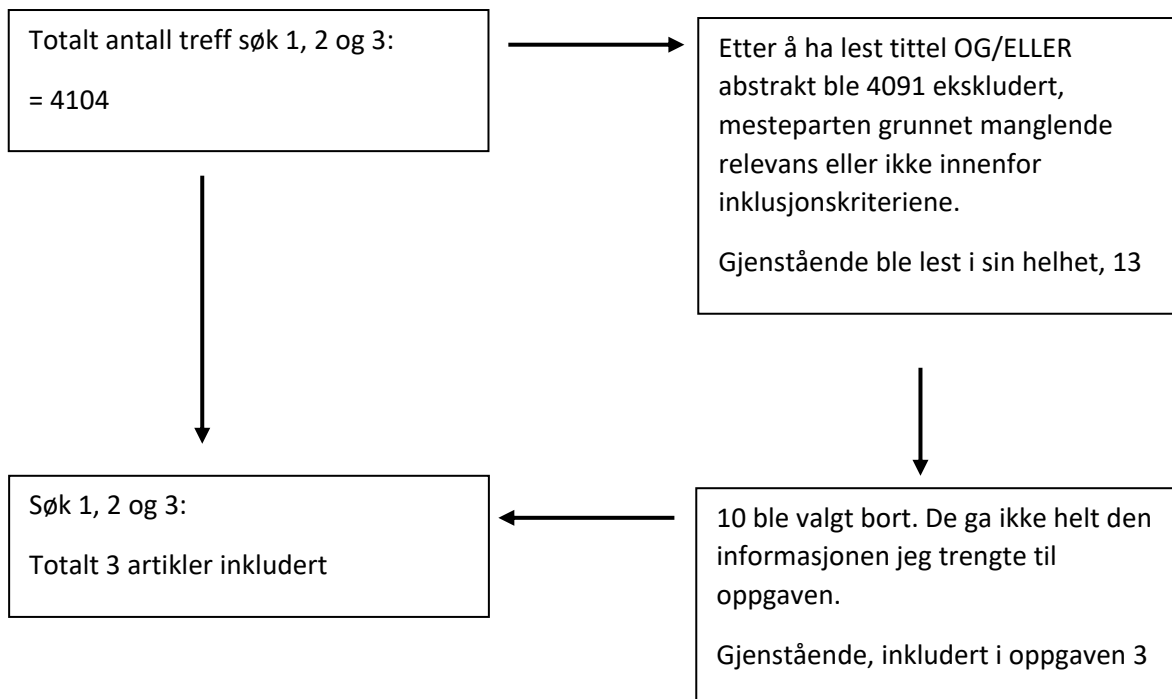 Totalt antall treff søk 1, 2 og 3:
= 4104
Etter å ha lest tittel OG/ELLER
abstrakt ble 4091 ekskludert,
mesteparten grunnet manglende
relevans eller ikke innenfor
inklusjonskriteriene.
Gjenstående ble lest i sin helhet, 13
Søk 1, 2 og 3:
Totalt 3 artikler inkludert
10 ble valgt bort. De ga ikke helt den
informasjonen jeg trengte til
oppgaven.
Gjenstående, inkludert i oppgaven 3